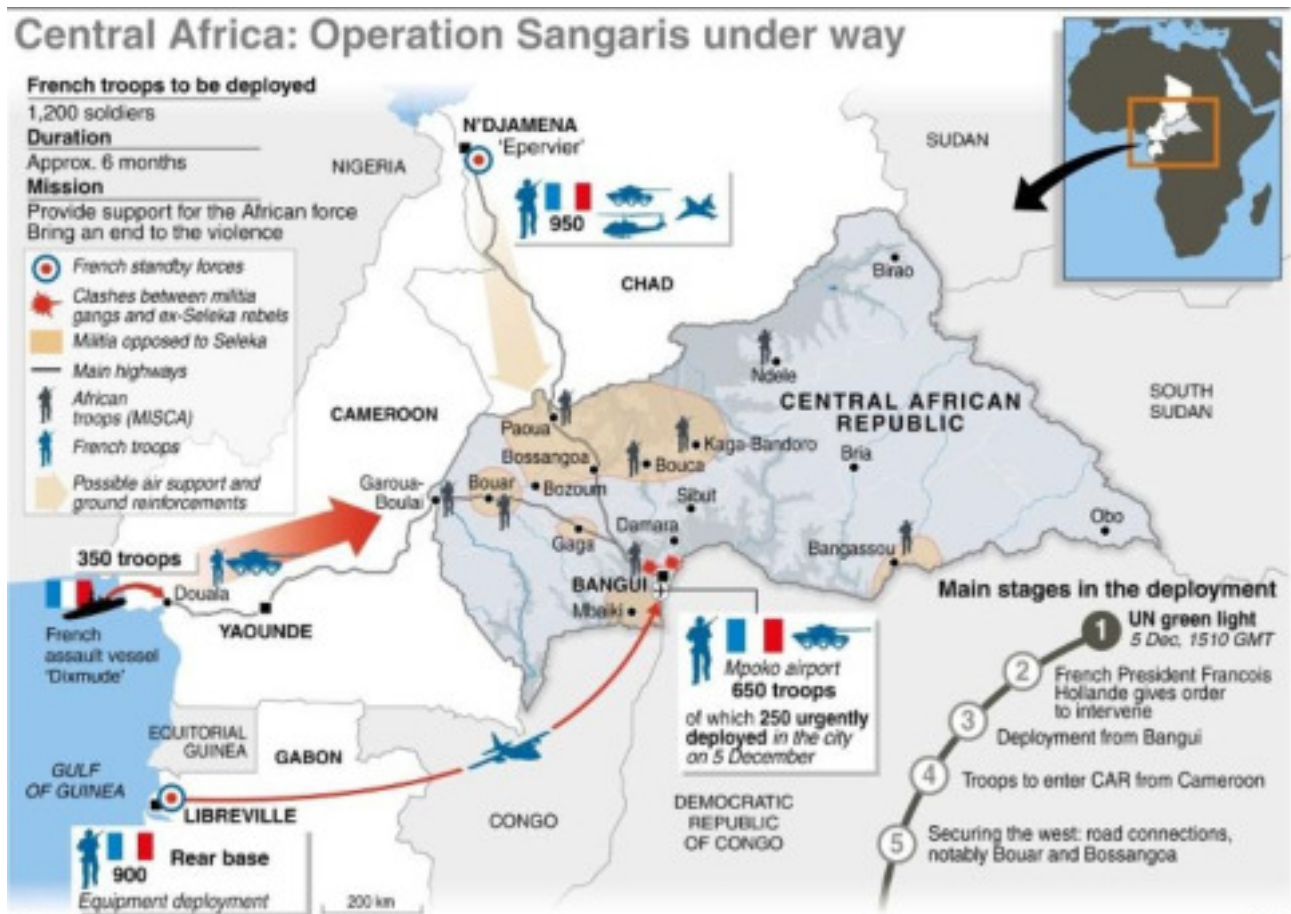 Central Africa: Operation Sangaris under way
French troops to be deployed
1,200 soldiers
Duration
Approx. 6 months
Mission
Provide support for the African force
Bring an end to the violence
French standby forces
Clashes between militia
gangs and ex-Seleka rebels
Militia opposed to Seleka
Main highways
African
troops (MISCA)
French troops
Possible air support and
ground reinforcements
NIGERIA
N'DJAMENA
'Epervier'
950
CHAD
SUDAN
SOUTH
SUDAN
CAMEROON
CENTRAL AFRICAN
REPUBLIC
Birao
Ndele
Paoua
Kaga-Bandoro
Bossangoa
Bouca
Bria
Garoua-
Boulai
Bouar
Bozoum
Sibut
Gaga
Damara
Bangassou
Obo
BANGUI
Mbaiki
350 troops
Douala
YAOUNDE
French
assault vessel
'Dixmude'
Mpoko airport
650 troops
of which 250 urgently
deployed in the city
on 5 December
EQUITORIAL
GUINEA
GABON
GULF
OF GUINEA
LIBREVILLE
CONGO
DEMOCRATIC
REPUBLIC
OF CONGO
900
Rear base
Equipment deployment
200 km
Main stages in the deployment
1
UN green light
5 Dec, 1510 GMT
2
French President Francois
Hollande gives order
to intervene
3
Deployment from Bangui
4
Troops to enter CAR from Cameroon
5
Securing the west: road connections,
notably Bouar and Bossangoa